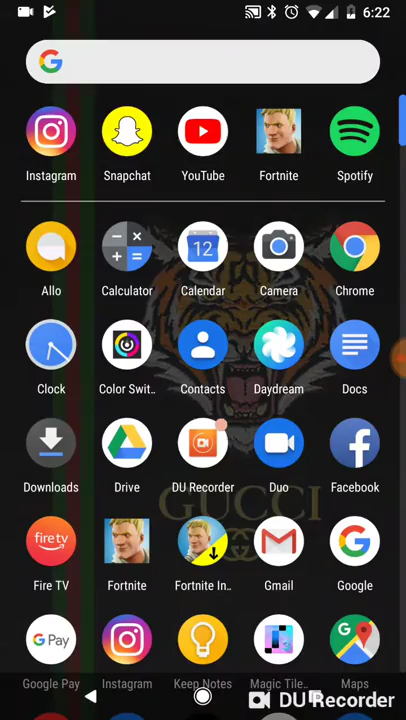 6:22
Instagram Snapchat YouTube Fortnite Spotify
12
Allo Calculator Calendar Camera Chrome
Clock Color Swit.. Contacts Daydream Docs
Downloads Drive DU Recorder Duo Facebook
GUCCI
fire tv
Fire TV Fortnite Fortnite In.. Gmail Google
G Pay
Google Pay Instagram Keep Notes Magic Tile.. Maps
DU Recorder